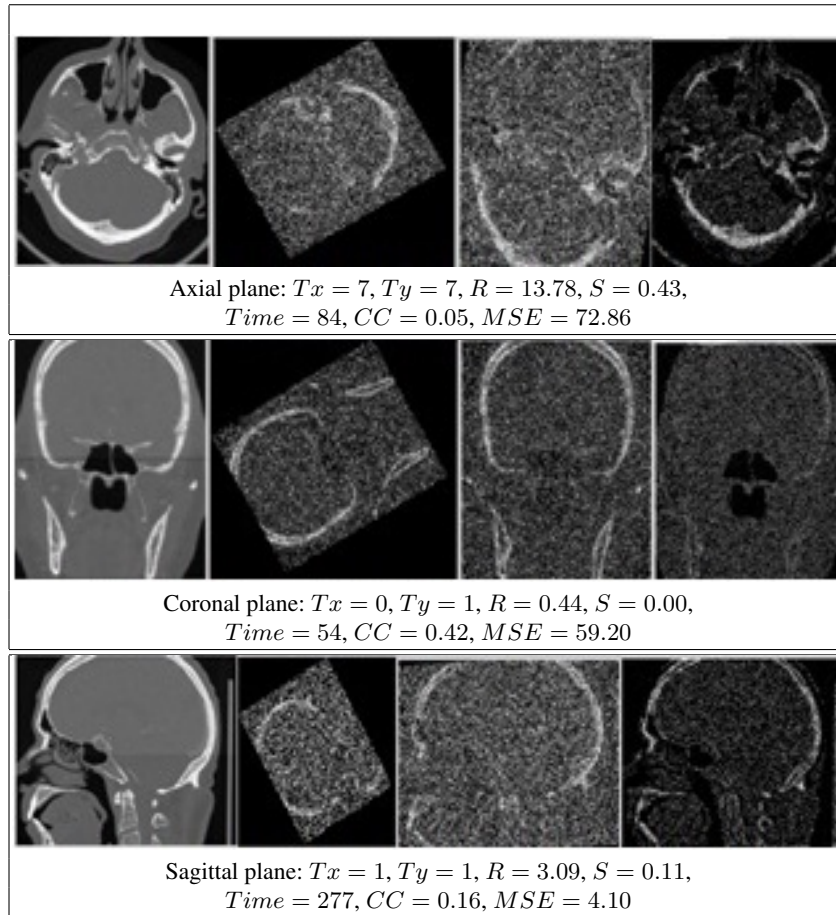 Axial plane: Tx = 7, Ty = 7, R = 13.78, S = 0.43,
Time = 84, CC = 0.05, MSE = 72.86
Coronal plane: Tx = 0, Ty = 1, R = 0.44, S = 0.00,
Time = 54, CC = 0.42, MSE = 59.20
Sagittal plane: Tx = 1, Ty = 1, R = 3.09, S = 0.11,
Time = 277, CC = 0.16, MSE = 4.10